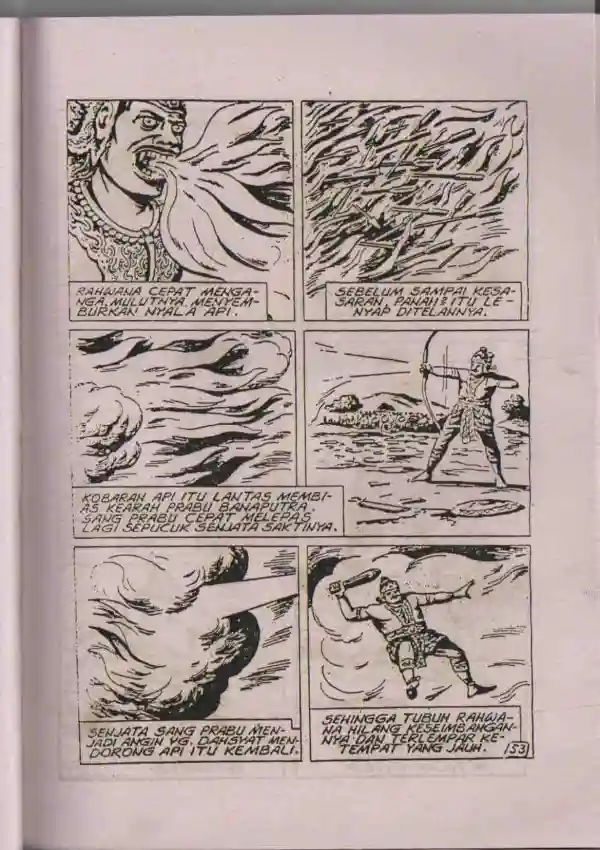 RAHWANA CEPAT MENGA-
NGA MULUTNYA MENYEM-
BURKAN NYALA API.
SEBELUM SAMPAI KESA-
SARAN, PANAH2 ITU LE-
NYAP DITELANNYA.
KOBARAN API ITU LANTAS MEMBI-
AS KEARAH PRABU BANAPUTRA
SANG PRABU CEPAT MELEPAS
LAGI SEPUCUK SENJATA SAKTINYA.
SENJATA SANG PRABU MEN-
JADI ANGIN YG. DAHSYAT MEN-
DORONG API ITU KEMBALI.
SEHINGGA TUBUH RAHWA-
NA HILANG KESEIMBANGAN-
NYA DAN TERLEMPAR KE-
TEMPAT YANG JAUH.
153